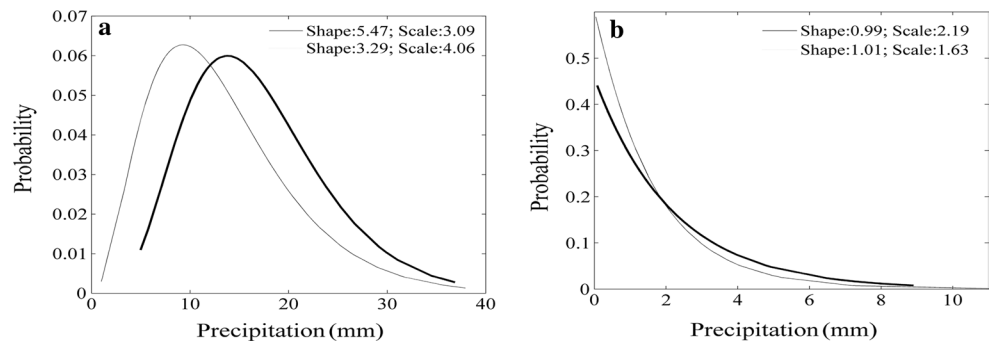 a
Shape:5.47; Scale:3.09
Shape:3.29; Scale:4.06
0.07
0.06
0.05
0.04
0.03
0.02
0.01
0
Probability
0
10
20
30
40
Precipitation (mm)
b
Shape:0.99; Scale:2.19
Shape:1.01; Scale:1.63
0.5
0.4
0.3
0.2
0.1
0
Probability
0
2
4
6
8
10
Precipitation (mm)